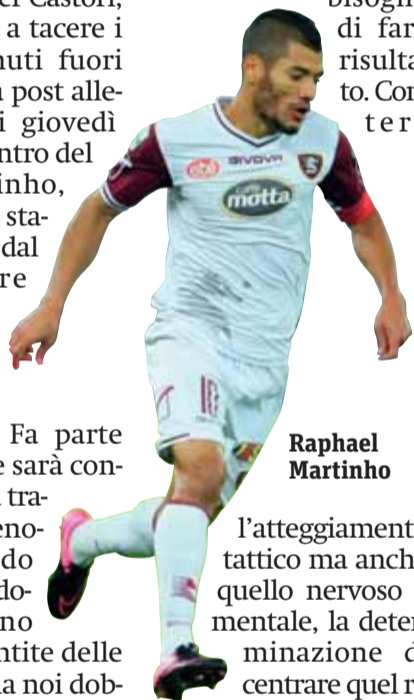 Castori,
a tacere i
nuti fuori
post alle-
i giovedì
ntro del
inho,
sta-
dal
re
Fa parte
e sarà con-
tra-
eno-
do
do-
no
ntite delle
a noi dob-
bisogn
di far
risulta
to. Con
ter
GIVOVA
motta
10
Raphael
Martinho
l'atteggiament
tattico ma anch
quello nervoso
mentale, la deter
minazione d
centrare quel r